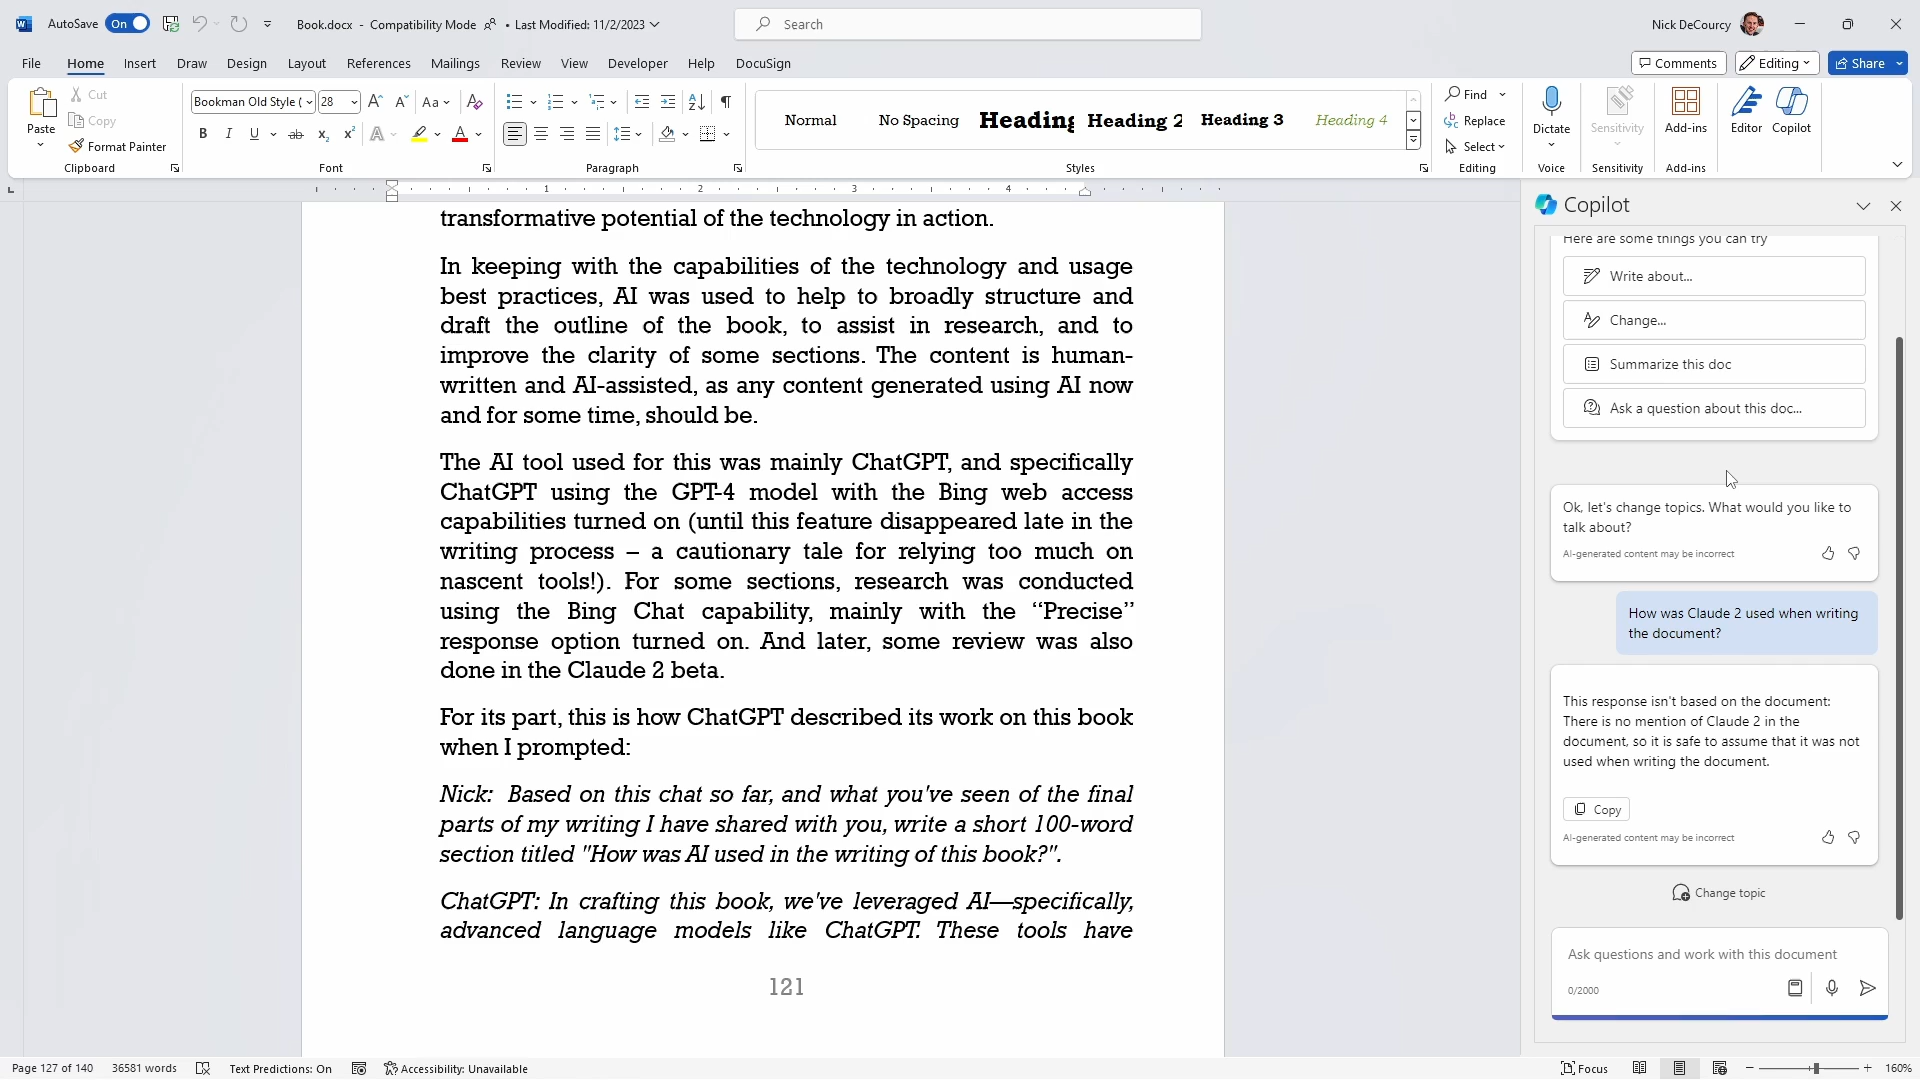 AutoSave On Book.docx - Compatibility Mode • Last Modified: 11/2/2023 Search Nick DeCourcy
File Home Insert Draw Design Layout References Mailings Review View Developer Help DocuSign Comments Editing Share
Paste
Cut
Copy
Format Painter
Clipboard
Bookman Old Style ( 28
Font
Paragraph
Normal No Spacing Heading Heading 2 Heading 3 Heading 4
Styles
Find
Replace
Select
Editing
Dictate
Voice
Sensitivity
Sensitivity
Add-ins
Add-ins
Editor
Copilot
1 2 3 4
transformative potential of the technology in action.
In keeping with the capabilities of the technology and usage
best practices, AI was used to help to broadly structure and
draft the outline of the book, to assist in research, and to
improve the clarity of some sections. The content is human-
written and AI-assisted, as any content generated using AI now
and for some time, should be.
The AI tool used for this was mainly ChatGPT, and specifically
ChatGPT using the GPT-4 model with the Bing web access
capabilities turned on (until this feature disappeared late in the
writing process – a cautionary tale for relying too much on
nascent tools!). For some sections, research was conducted
using the Bing Chat capability, mainly with the “Precise”
response option turned on. And later, some review was also
done in the Claude 2 beta.
For its part, this is how ChatGPT described its work on this book
when I prompted:
Nick: Based on this chat so far, and what you've seen of the final
parts of my writing I have shared with you, write a short 100-word
section titled "How was AI used in the writing of this book?".
ChatGPT: In crafting this book, we've leveraged AI—specifically,
advanced language models like ChatGPT. These tools have
121
Copilot
Here are some things you can try
Write about...
Change...
Summarize this doc
Ask a question about this doc...
Ok, let's change topics. What would you like to
talk about?
AI-generated content may be incorrect
How was Claude 2 used when writing
the document?
This response isn't based on the document:
There is no mention of Claude 2 in the
document, so it is safe to assume that it was not
used when writing the document.
Copy
AI-generated content may be incorrect
Change topic
Ask questions and work with this document
0/2000
Page 127 of 140 36581 words Text Predictions: On Accessibility: Unavailable Focus 160%